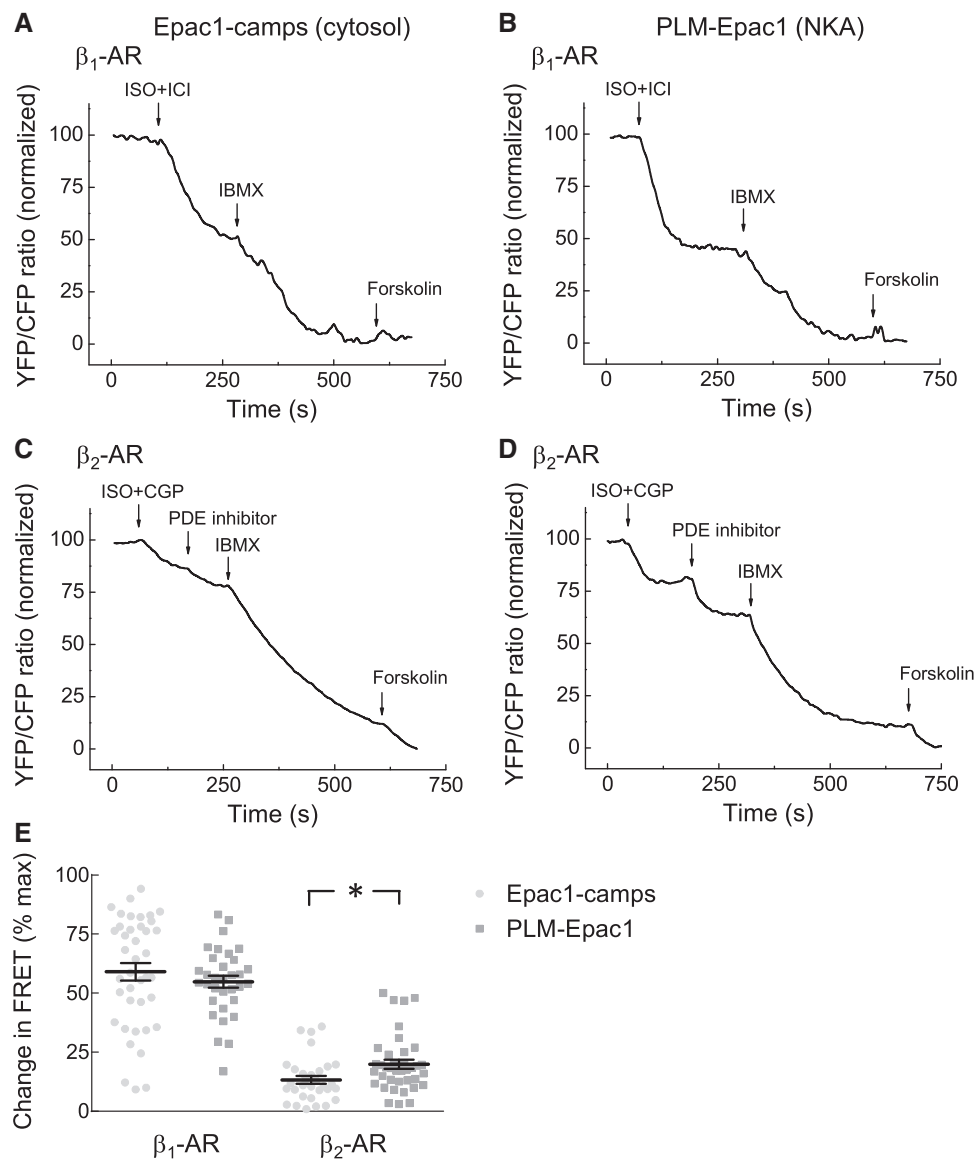 A Epac1-camps (cytosol)
β1-AR
ISO+ICI
IBMX
Forskolin
YFP/CFP ratio (normalized)
100
75
50
25
0
0 250 500 750
Time (s)
B PLM-Epac1 (NKA)
β1-AR
ISO+ICI
IBMX
Forskolin
YFP/CFP ratio (normalized)
100
75
50
25
0
0 250 500 750
Time (s)
C β2-AR
ISO+CGP
PDE inhibitor
IBMX
Forskolin
YFP/CFP ratio (normalized)
100
75
50
25
0
0 250 500 750
Time (s)
D β2-AR
ISO+CGP
PDE inhibitor
IBMX
Forskolin
YFP/CFP ratio (normalized)
100
75
50
25
0
0 250 500 750
Time (s)
E
Change in FRET (% max)
100
75
50
25
0
*
β1-AR β2-AR
Epac1-camps
PLM-Epac1